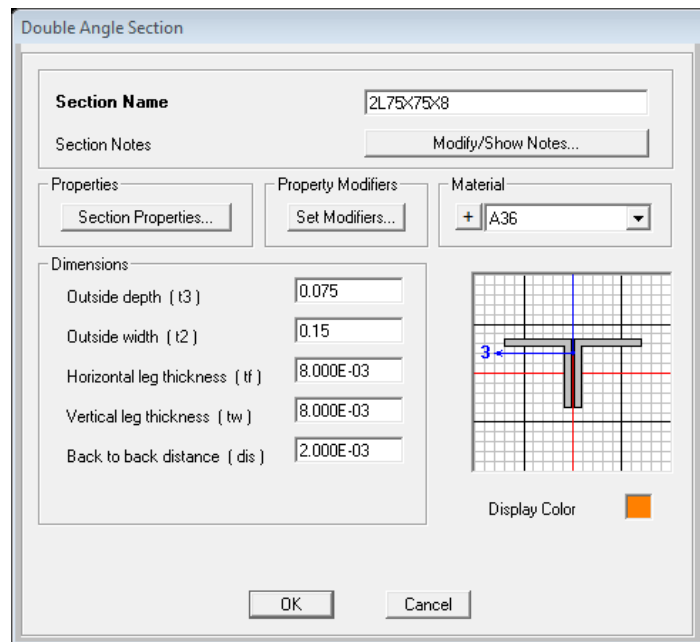 Double Angle Section
Section Name 2L75X75X8
Section Notes Modify/Show Notes...
Properties Property Modifiers Material
Section Properties... Set Modifiers... + A36
Dimensions
Outside depth ( t3 ) 0.075
Outside width ( t2 ) 0.15
Horizontal leg thickness ( tf ) 8.000E-03
Vertical leg thickness ( tw ) 8.000E-03
Back to back distance ( dis ) 2.000E-03
3
Display Color
OK Cancel